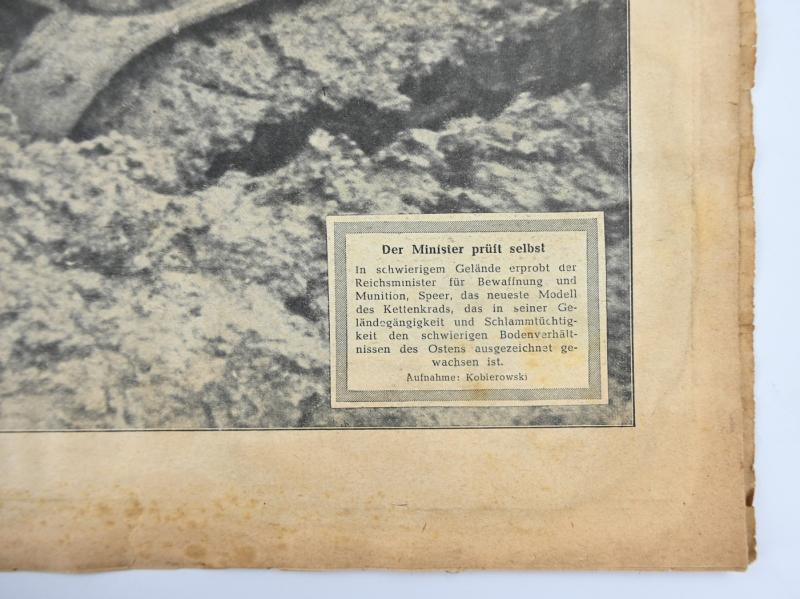 Der Minister prüft selbst
In schwierigem Gelände erprobt der
Reichsminister für Bewaffnung und
Munition, Speer, das neueste Modell
des Kettenkrads, das in seiner Ge-
ländegängigkeit und Schlammtüchtig-
keit den schwierigen Bodenverhält-
nissen des Ostens ausgezeichnet ge-
wachsen ist.
Aufnahme: Kobierowski